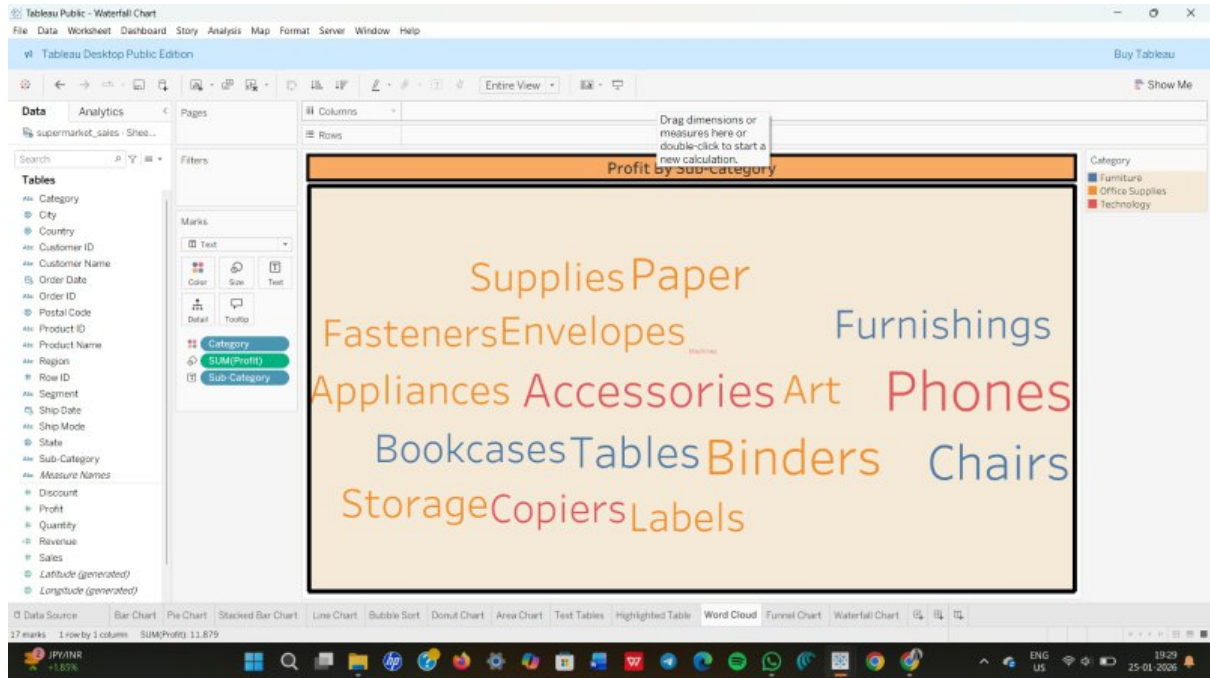 Tableau Public - Waterfall Chart
File Data Worksheet Dashboard Story Analysis Map Format Server Window Help
Tableau Desktop Public Edition
Buy Tableau
Entire View
Show Me
Data Analytics
Pages
Columns
supermarket_sales - Shee...
Rows
Drag dimensions or
measures here or
double-click to start a
new calculation.
Search
Filters
Profit By Sub-Category
Category
Furniture
Office Supplies
Technology
Tables
Category
City
Country
Customer ID
Customer Name
Order Date
Order ID
Postal Code
Product ID
Product Name
Region
Row ID
Segment
Ship Date
Ship Mode
State
Sub-Category
Measure Names
Discount
Profit
Quantity
Revenue
Sales
Latitude (generated)
Longitude (generated)
Marks
Text
Color Size Text
Detail Tooltip
Category
SUM(Profit)
Sub-Category
Supplies Paper
Fasteners Envelopes Furnishings
Machines
Appliances Accessories Art Phones
Bookcases Tables Binders Chairs
Storage Copiers Labels
Data Source Bar Chart Pie Chart Stacked Bar Chart Line Chart Bubble Sort Donut Chart Area Chart Text Tables Highlighted Table Word Cloud Funnel Chart Waterfall Chart
17 marks 1 row by 1 column SUM(Profit): 11.879
2
JPY/INR
+1.85%
ENG
US
19:29
25-01-2026